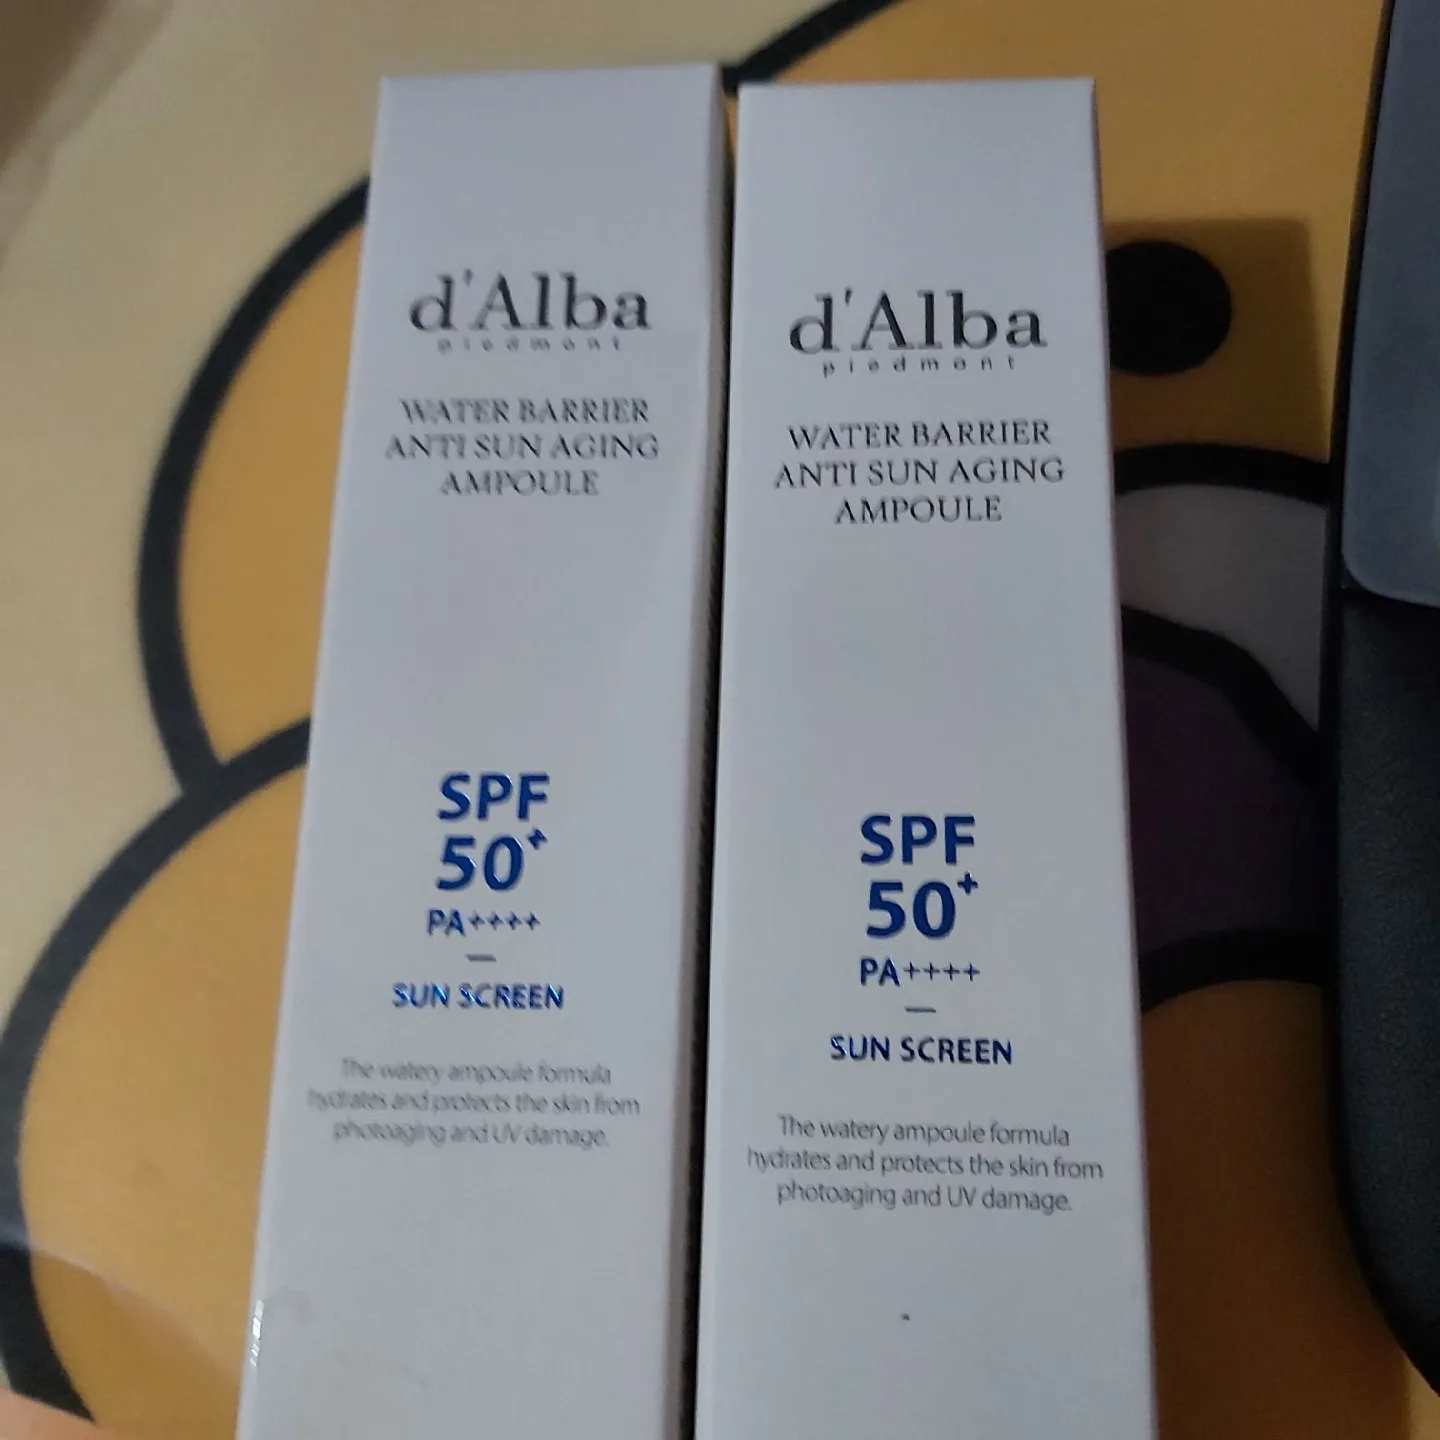 d'Alba
piedmont
WATER BARRIER
ANTI SUN AGING
AMPOULE
SPF
50+
PA++++
SUN SCREEN
The watery ampoule formula
hydrates and protects the skin from
photoaging and UV damage.
d'Alba
piedmont
WATER BARRIER
ANTI SUN AGING
AMPOULE
SPF
50+
PA++++
SUN SCREEN
The watery ampoule formula
hydrates and protects the skin from
photoaging and UV damage.